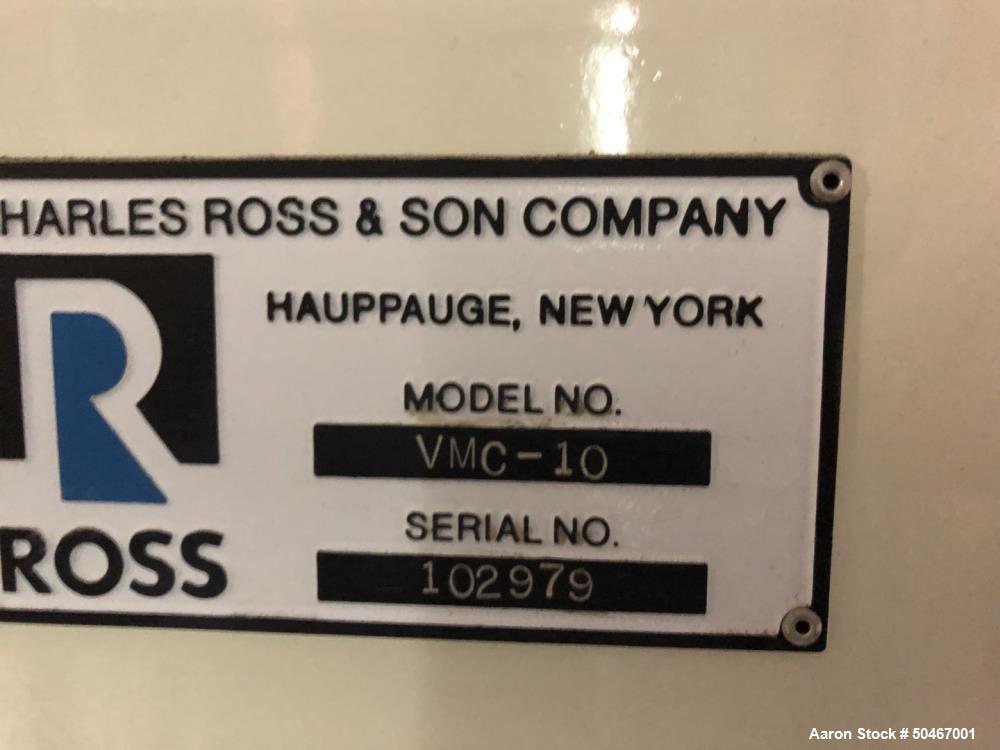 HARLES ROSS & SON COMPANY
HAUPPAUGE, NEW YORK
R
ROSS
MODEL NO.
VMC-10
SERIAL NO.
102979
Aaron Stock # 50467001